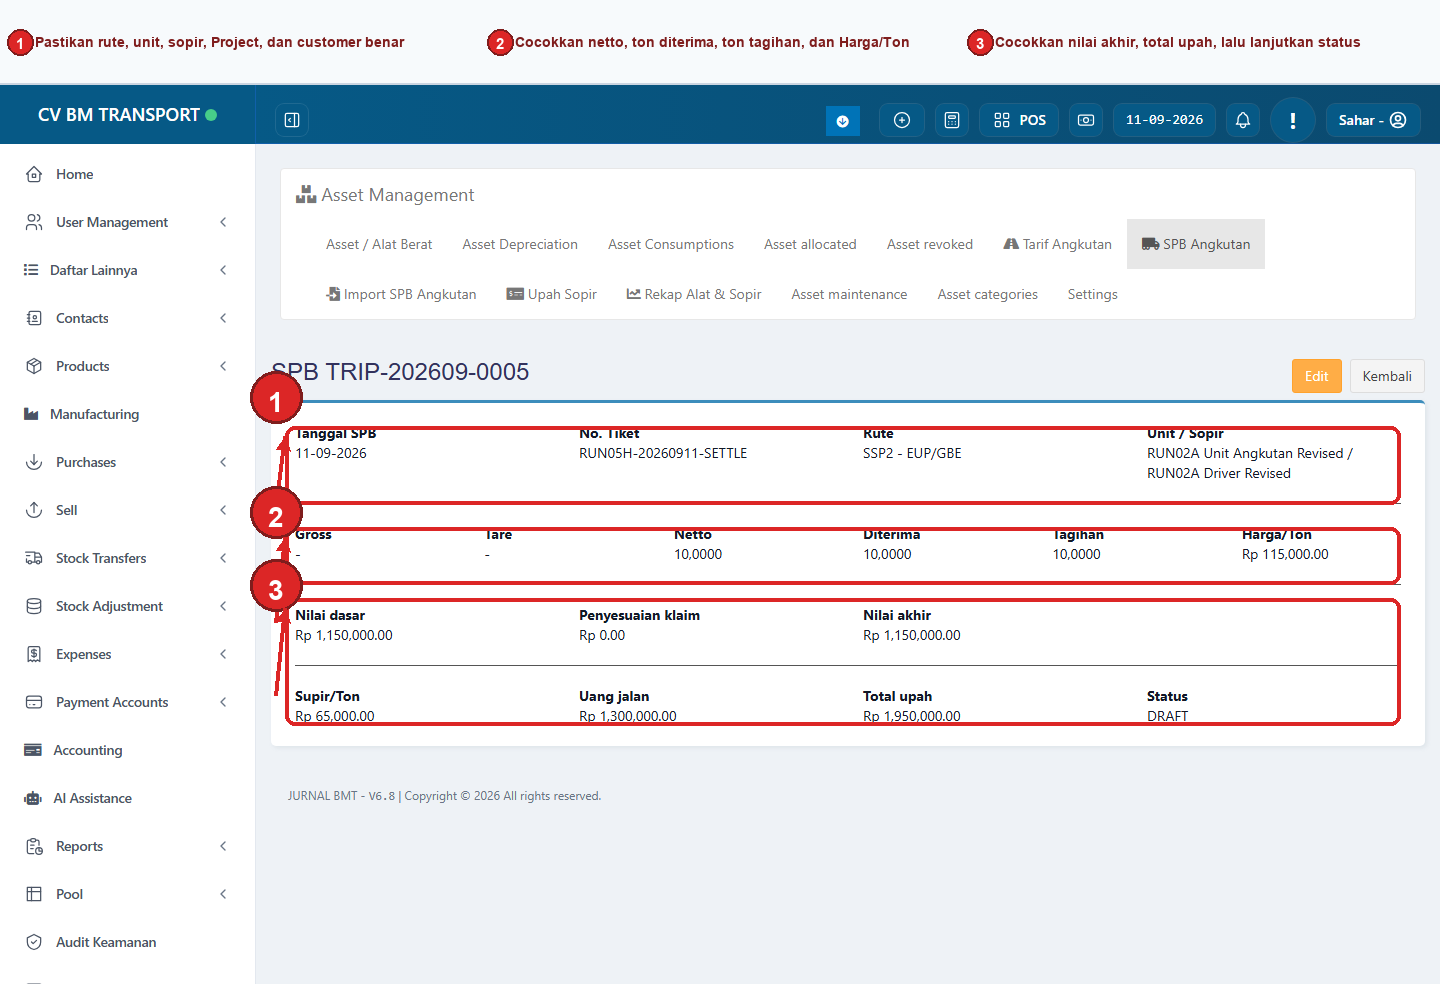 1 Pastikan rute, unit, sopir, Project, dan customer benar
2 Cocokkan netto, ton diterima, ton tagihan, dan Harga/Ton
3 Cocokkan nilai akhir, total upah, lalu lanjutkan status
CV BM TRANSPORT
POS
11-09-2026
Sahar -
Home
User Management
Daftar Lainnya
Contacts
Products
Manufacturing
Purchases
Sell
Stock Transfers
Stock Adjustment
Expenses
Payment Accounts
Accounting
AI Assistance
Reports
Pool
Audit Keamanan
Asset Management
Asset / Alat Berat
Asset Depreciation
Asset Consumptions
Asset allocated
Asset revoked
Tarif Angkutan
SPB Angkutan
Import SPB Angkutan
Upah Sopir
Rekap Alat & Sopir
Asset maintenance
Asset categories
Settings
SPB TRIP-202609-0005
Edit
Kembali
1
Tanggal SPB
11-09-2026
No. Tiket
RUN05H-20260911-SETTLE
Rute
SSP2 - EUP/GBE
Unit / Sopir
RUN02A Unit Angkutan Revised /
RUN02A Driver Revised
2
Gross
-
Tare
-
Netto
10,0000
Diterima
10,0000
Tagihan
10,0000
Harga/Ton
Rp 115,000.00
3
Nilai dasar
Rp 1,150,000.00
Penyesuaian klaim
Rp 0.00
Nilai akhir
Rp 1,150,000.00
Supir/Ton
Rp 65,000.00
Uang jalan
Rp 1,300,000.00
Total upah
Rp 1,950,000.00
Status
DRAFT
JURNAL BMT - V6.8 | Copyright © 2026 All rights reserved.